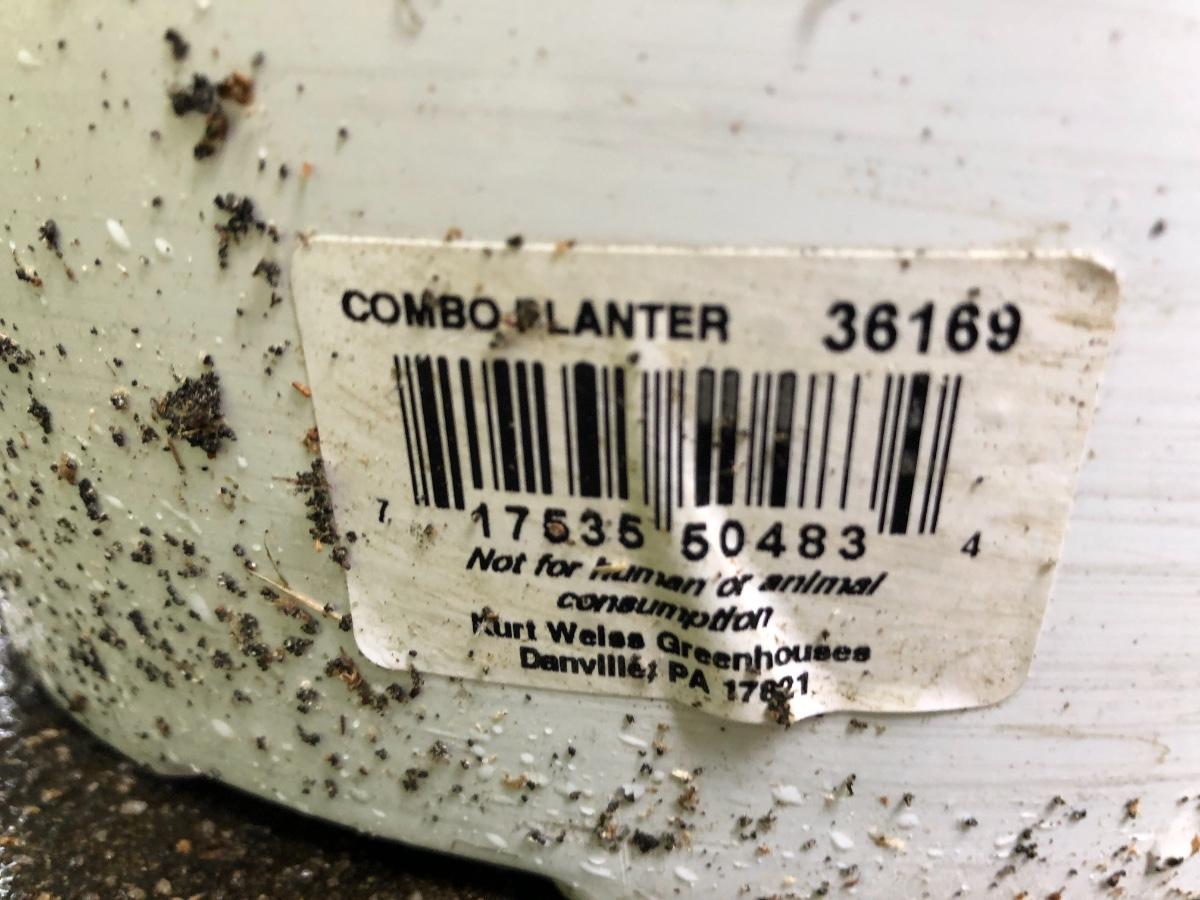 COMBO PLANTER 36169
7 17535 50483 4
Not for human or animal
consumption
Kurt Weiss Greenhouses
Danville, PA 17821